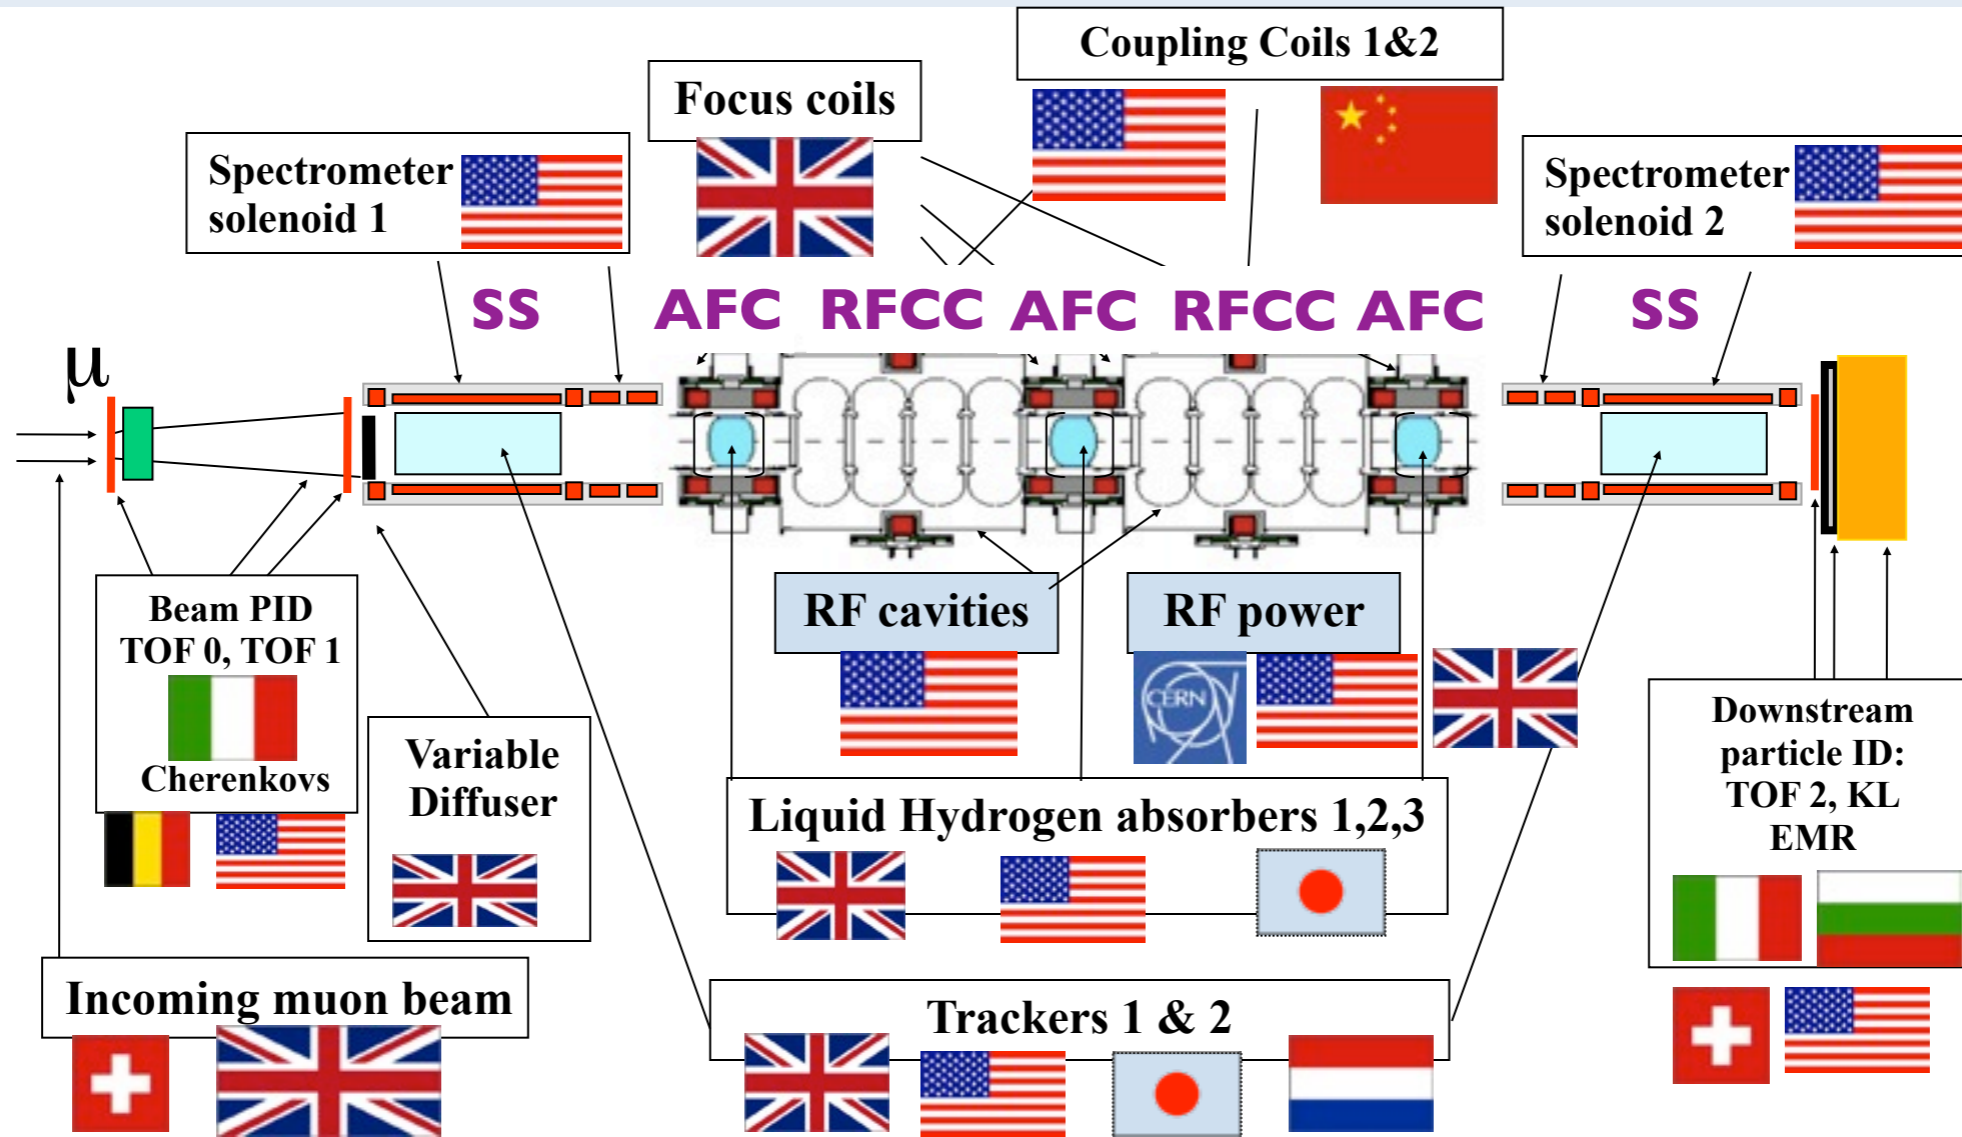 Coupling Coils 1&2
Focus coils
Spectrometer
solenoid 1
Spectrometer
solenoid 2
SS
AFC
RFCC
AFC
RFCC
AFC
SS
μ
Beam PID
TOF 0, TOF 1
Cherenkovs
Variable
Diffuser
RF cavities
RF power
CERN
Liquid Hydrogen absorbers 1,2,3
Downstream
particle ID:
TOF 2, KL
EMR
Incoming muon beam
Trackers 1 & 2